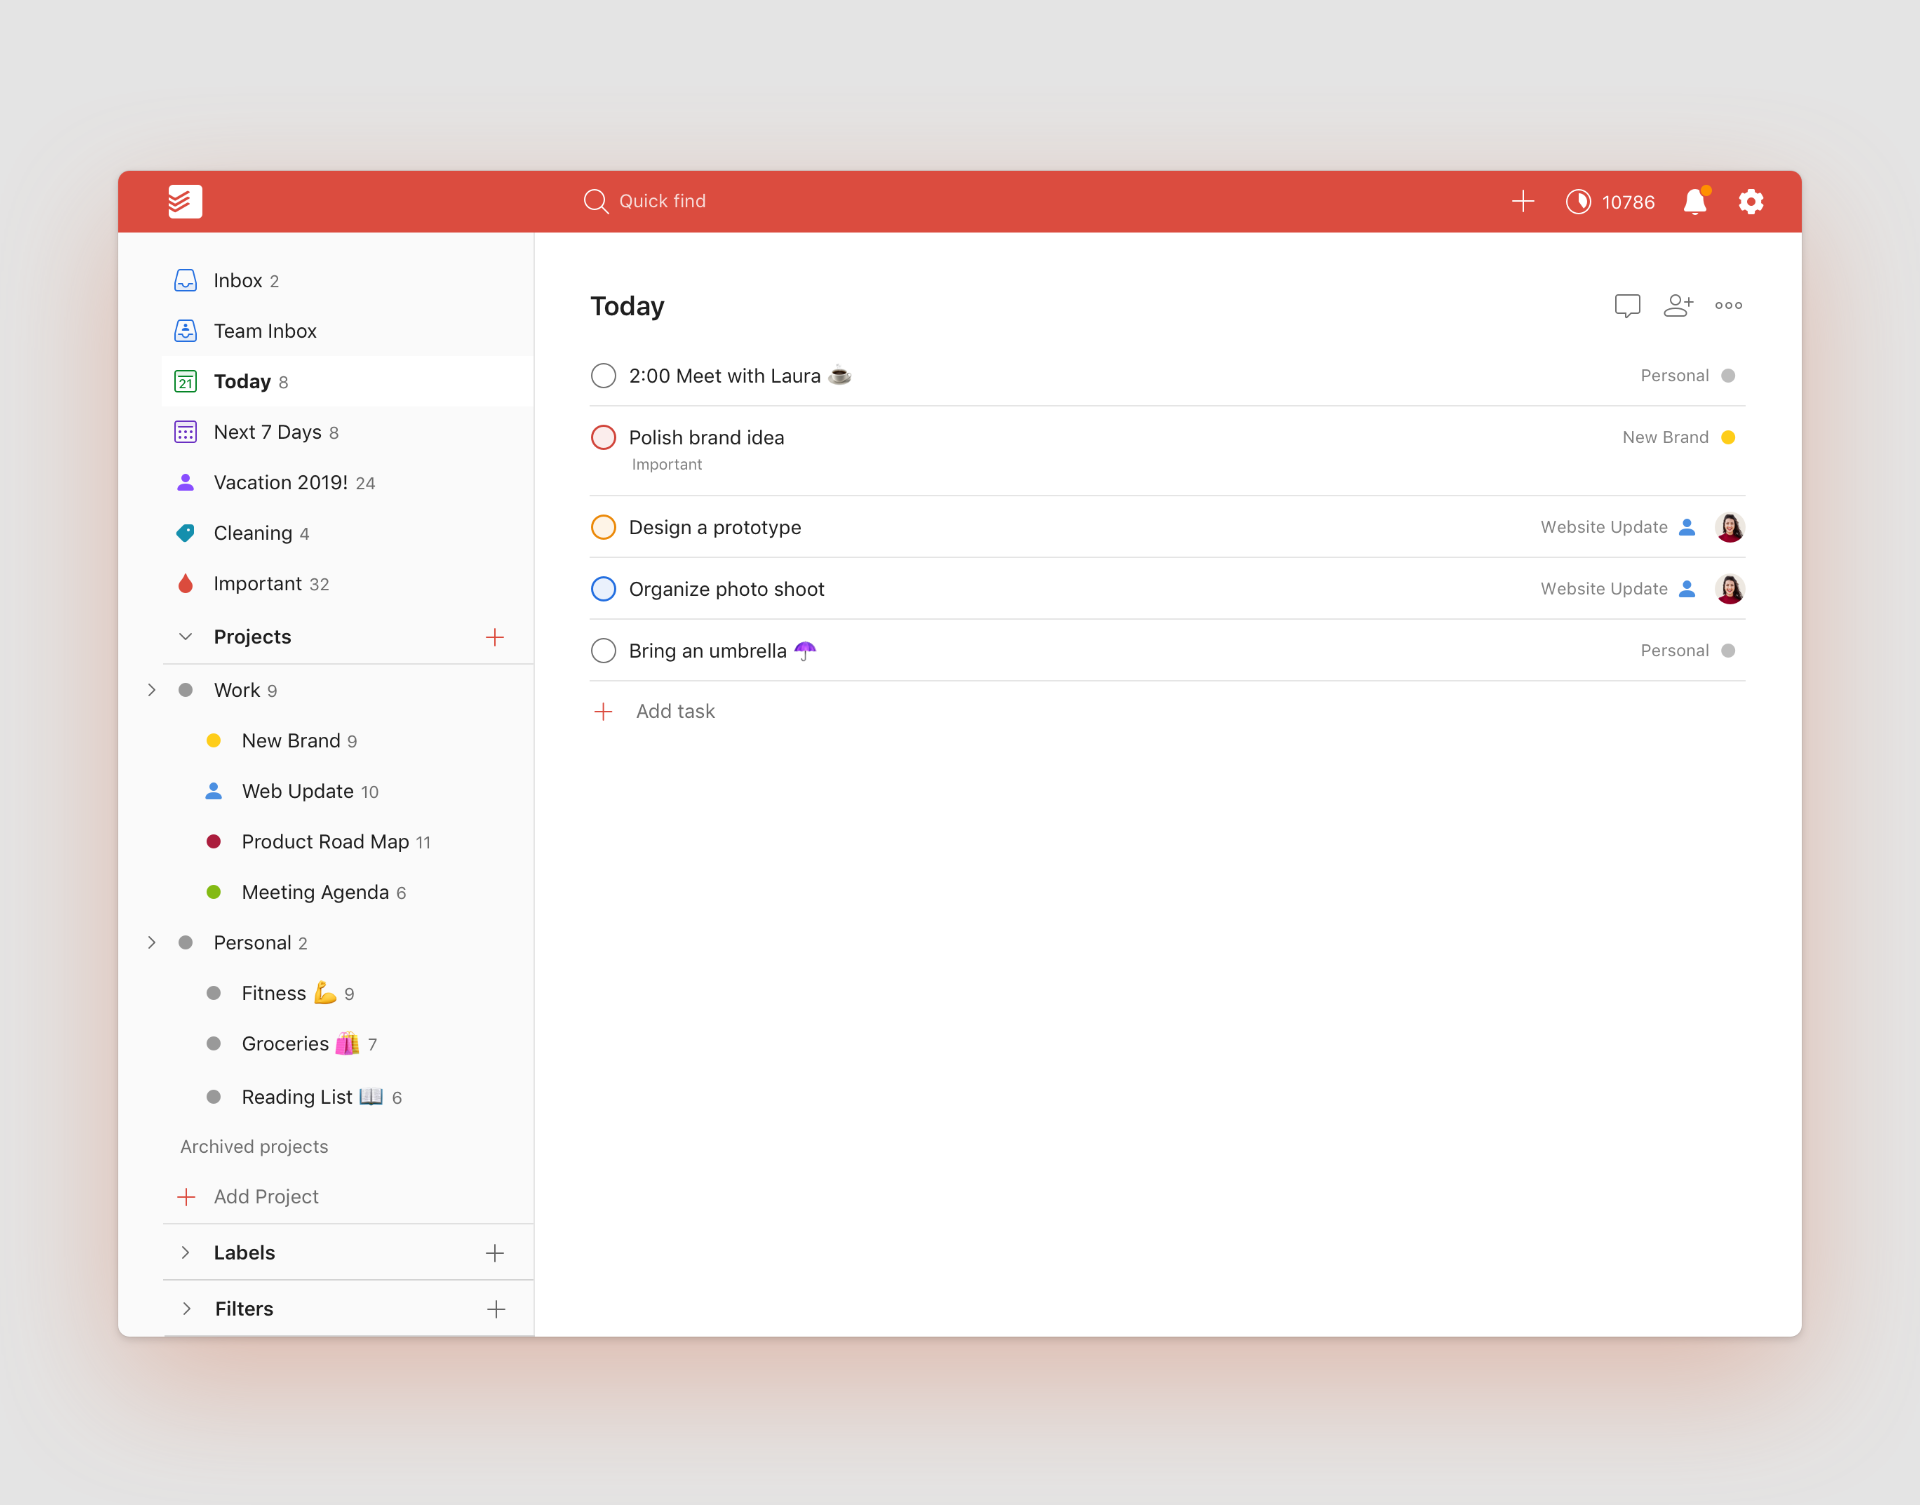 Quick find
10786
Inbox 2
Team Inbox
21
Today 8
Next 7 Days 8
Vacation 2019! 24
Cleaning 4
Important 32
Projects
Work 9
New Brand 9
Web Update 10
Product Road Map 11
Meeting Agenda 6
Personal 2
Fitness 💪 9
Groceries 🛍️ 7
Reading List 📖 6
Archived projects
Add Project
Labels
Filters
Today
2:00 Meet with Laura ☕ Personal
Polish brand idea New Brand
Important
Design a prototype Website Update
Organize photo shoot Website Update
Bring an umbrella ☂ Personal
Add task